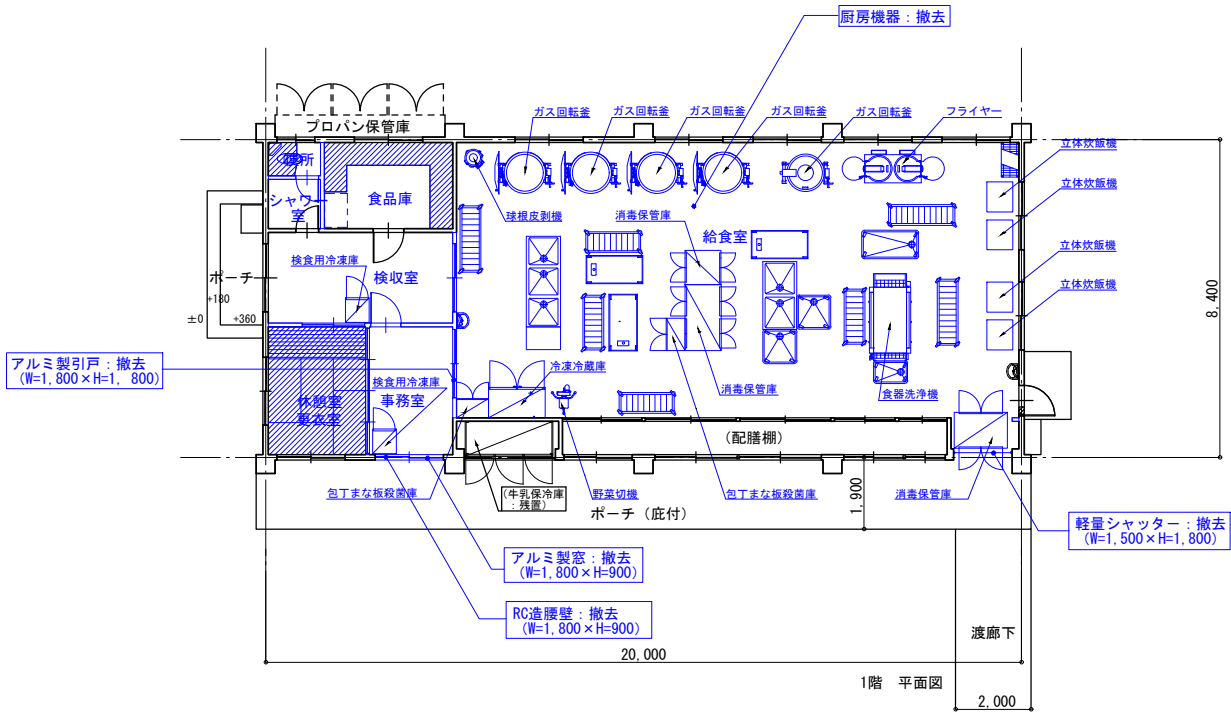 厨房機器：撤去
ガス回転釜
ガス回転釜
ガス回転釜
ガス回転釜
ガス回転釜
フライヤー
プロパン保管庫
立体炊飯機
便所
立体炊飯機
シャワー
室
食品庫
球根皮剥機
消毒保管庫
給食室
検食用冷凍庫
検収室
立体炊飯機
ポーチ
+180
±0
+360
立体炊飯機
8,400
アルミ製引戸：撤去
(W=1,800×H=1, 800)
検食用冷凍庫
冷凍冷蔵庫
消毒保管庫
食器洗浄機
休憩室
更衣室
事務室
(配膳棚)
包丁まな板殺菌庫
(牛乳保冷庫
：残置)
野菜切機
包丁まな板殺菌庫
消毒保管庫
1,900
ポーチ（庇付）
軽量シャッター：撤去
(W=1,500×H=1,800)
アルミ製窓：撤去
(W=1,800×H=900)
RC造腰壁：撤去
(W=1,800×H=900)
渡廊下
20,000
1階　平面図
2,000